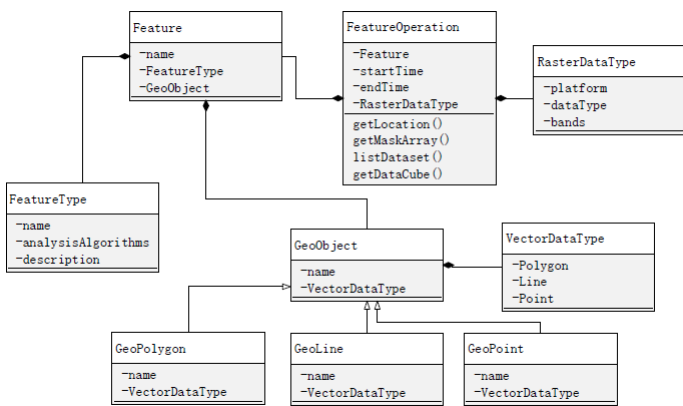 Feature
-name
-FeatureType
-GeoObject
FeatureOperation
-Feature
-startTime
-endTime
-RasterDataType
getLocation()
getMaskArray()
listDataset()
getDataCube()
RasterDataType
-platform
-dataType
-bands
FeatureType
-name
-analysisAlgorithms
-description
GeoObject
-name
-VectorDataType
VectorDataType
-Polygon
-Line
-Point
GeoPolygon
-name
-VectorDataType
GeoLine
-name
-VectorDataType
GeoPoint
-name
-VectorDataType